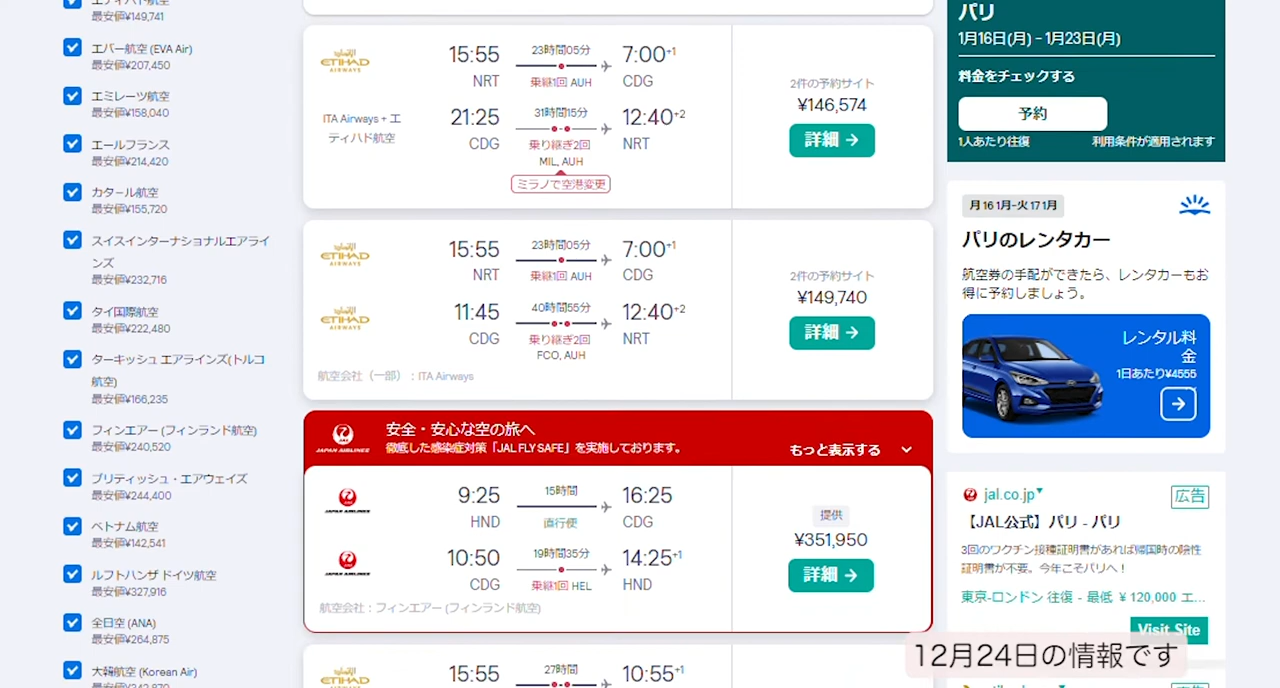 エティハド航空
最安値¥149,741
エバー航空 (EVA Air)
最安値¥207,450
エミレーツ航空
最安値¥158,040
エールフランス
最安値¥214,420
カタール航空
最安値¥155,720
スイスインターナショナルエアライ
ンズ
最安値¥232,716
タイ国際航空
最安値¥222,480
ターキッシュ エアラインズ(トルコ
航空)
最安値¥166,235
フィンエアー (フィンランド航空)
最安値¥240,520
ブリティッシュ・エアウェイズ
最安値¥244,400
ベトナム航空
最安値¥142,541
ルフトハンザ ドイツ航空
最安値¥327,916
全日空 (ANA)
最安値¥264,875
大韓航空 (Korean Air)
ETIHAD
AIRWAYS
15:55
23時間05分
7:00+1
NRT
乗継1回 AUH
CDG
ITA Airways + エ
ティハド航空
21:25
31時間15分
12:40+2
CDG
乗り継ぎ2回
NRT
MIL, AUH
ミラノで空港変更
2件の予約サイト
¥146,574
詳細 →
ETIHAD
AIRWAYS
15:55
23時間05分
7:00+1
NRT
乗継1回 AUH
CDG
ETIHAD
AIRWAYS
11:45
40時間55分
12:40+2
CDG
乗り継ぎ2回
NRT
FCO, AUH
航空会社（一部）：ITA Airways
2件の予約サイト
¥149,740
詳細 →
JAPAN AIRLINES
安全・安心な空の旅へ
徹底した感染症対策「JAL FLY SAFE」を実施しております。
もっと表示する
JAPAN AIRLINES
9:25
15時間
16:25
HND
直行便
CDG
JAPAN AIRLINES
10:50
19時間35分
14:25+1
CDG
乗継1回 HEL
HND
航空会社：フィンエアー (フィンランド航空)
提供
¥351,950
詳細 →
ETIHAD
15:55
27時間
10:55+1
パリ
1月16日(月) - 1月23日(月)
料金をチェックする
予約
1人あたり往復
利用条件が適用されます
月 16 1月-火 17 1月
パリのレンタカー
航空券の手配ができたら、レンタカーもお
得に予約しましょう。
レンタル料
金
1日あたり¥4555
jal.co.jp
広告
【JAL公式】パリ - パリ
3回のワクチン接種証明書があれば帰国時の陰性
証明書が不要。今年こそパリへ！
東京-ロンドン 往復 - 最低 ￥120,000 エ...
Visit Site
12月24日の情報です